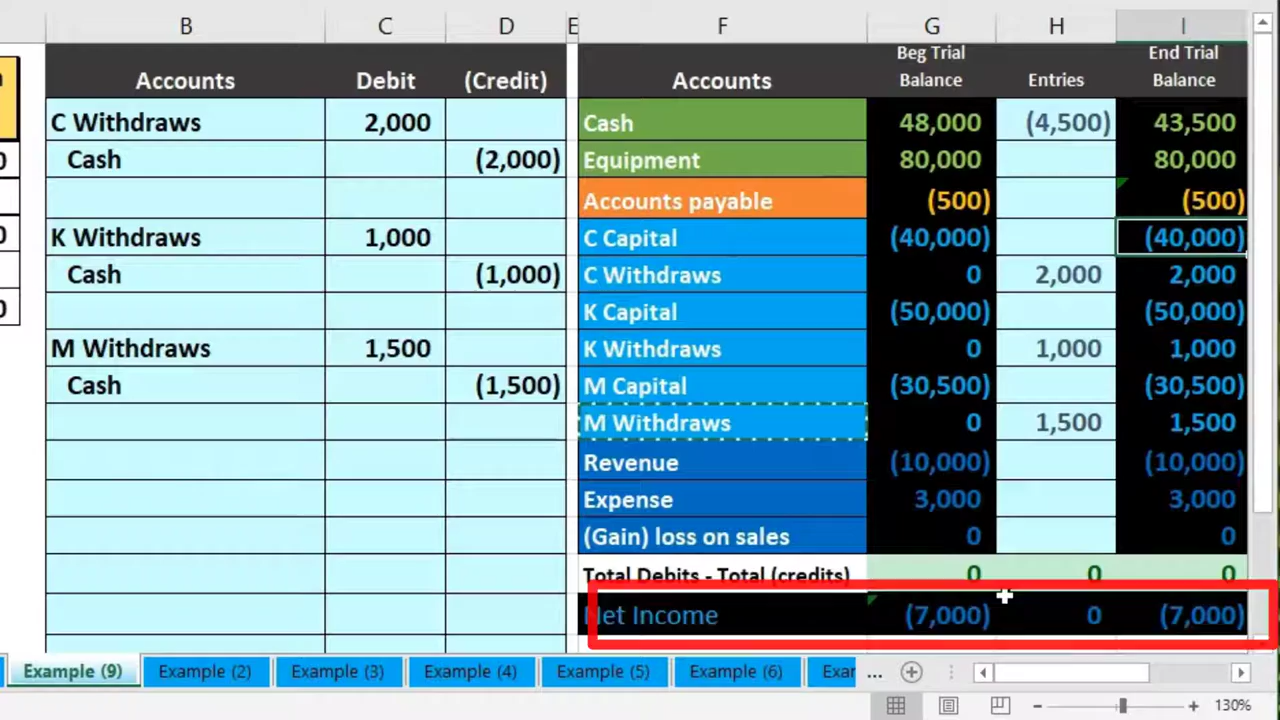 B C D E F G H I
Accounts Debit (Credit) Accounts Beg Trial Balance Entries End Trial Balance
C Withdraws 2,000 Cash 48,000 (4,500) 43,500
0 Cash (2,000) Equipment 80,000 80,000
Accounts payable (500) (500)
0 K Withdraws 1,000 C Capital (40,000) (40,000)
Cash (1,000) C Withdraws 0 2,000 2,000
0 K Capital (50,000) (50,000)
M Withdraws 1,500 K Withdraws 0 1,000 1,000
Cash (1,500) M Capital (30,500) (30,500)
M Withdraws 0 1,500 1,500
Revenue (10,000) (10,000)
Expense 3,000 3,000
(Gain) loss on sales 0 0
Total Debits - Total (credits) 0 0 0
Net Income (7,000) 0 (7,000)
Example (9) Example (2) Example (3) Example (4) Example (5) Example (6) Exar ...
130%